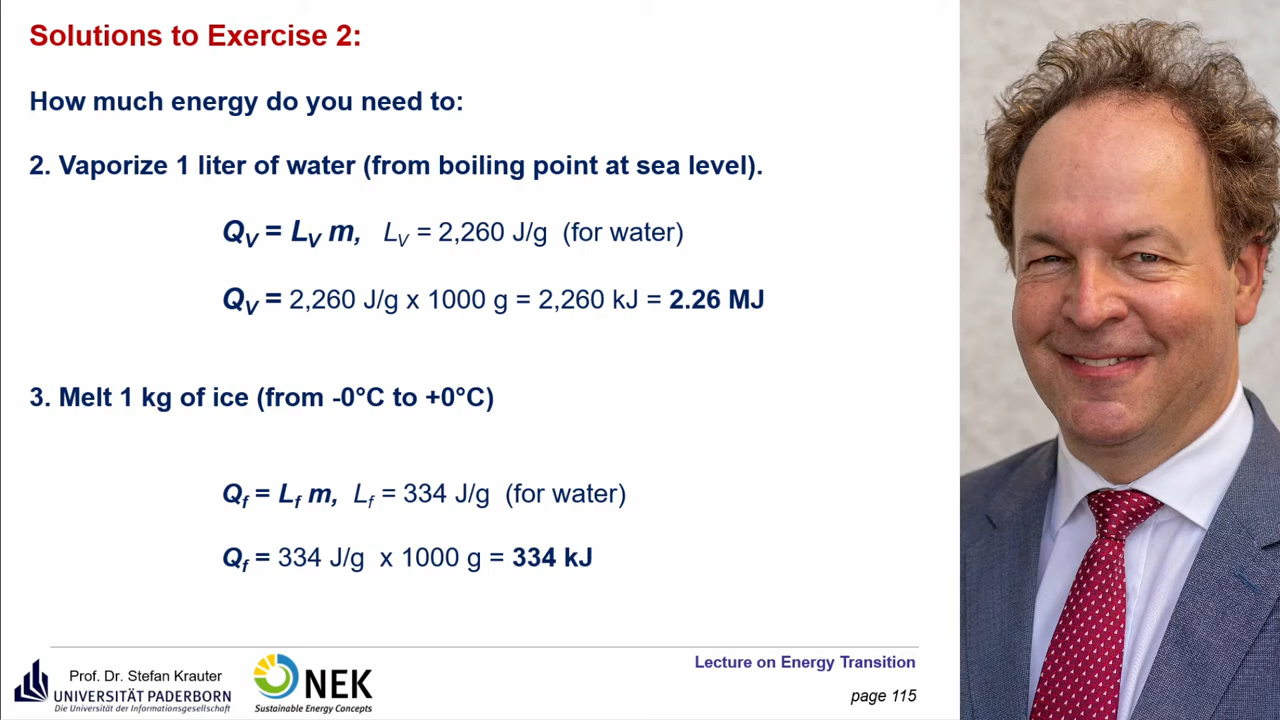 Solutions to Exercise 2:
How much energy do you need to:
2. Vaporize 1 liter of water (from boiling point at sea level).
QV = LV m, LV = 2,260 J/g (for water)
QV = 2,260 J/g x 1000 g = 2,260 kJ = 2.26 MJ
3. Melt 1 kg of ice (from -0°C to +0°C)
Qf = Lf m, Lf = 334 J/g (for water)
Qf = 334 J/g x 1000 g = 334 kJ
Prof. Dr. Stefan Krauter
UNIVERSITÄT PADERBORN
Die Universität der Informationsgesellschaft
NEK
Sustainable Energy Concepts
Lecture on Energy Transition
page 115